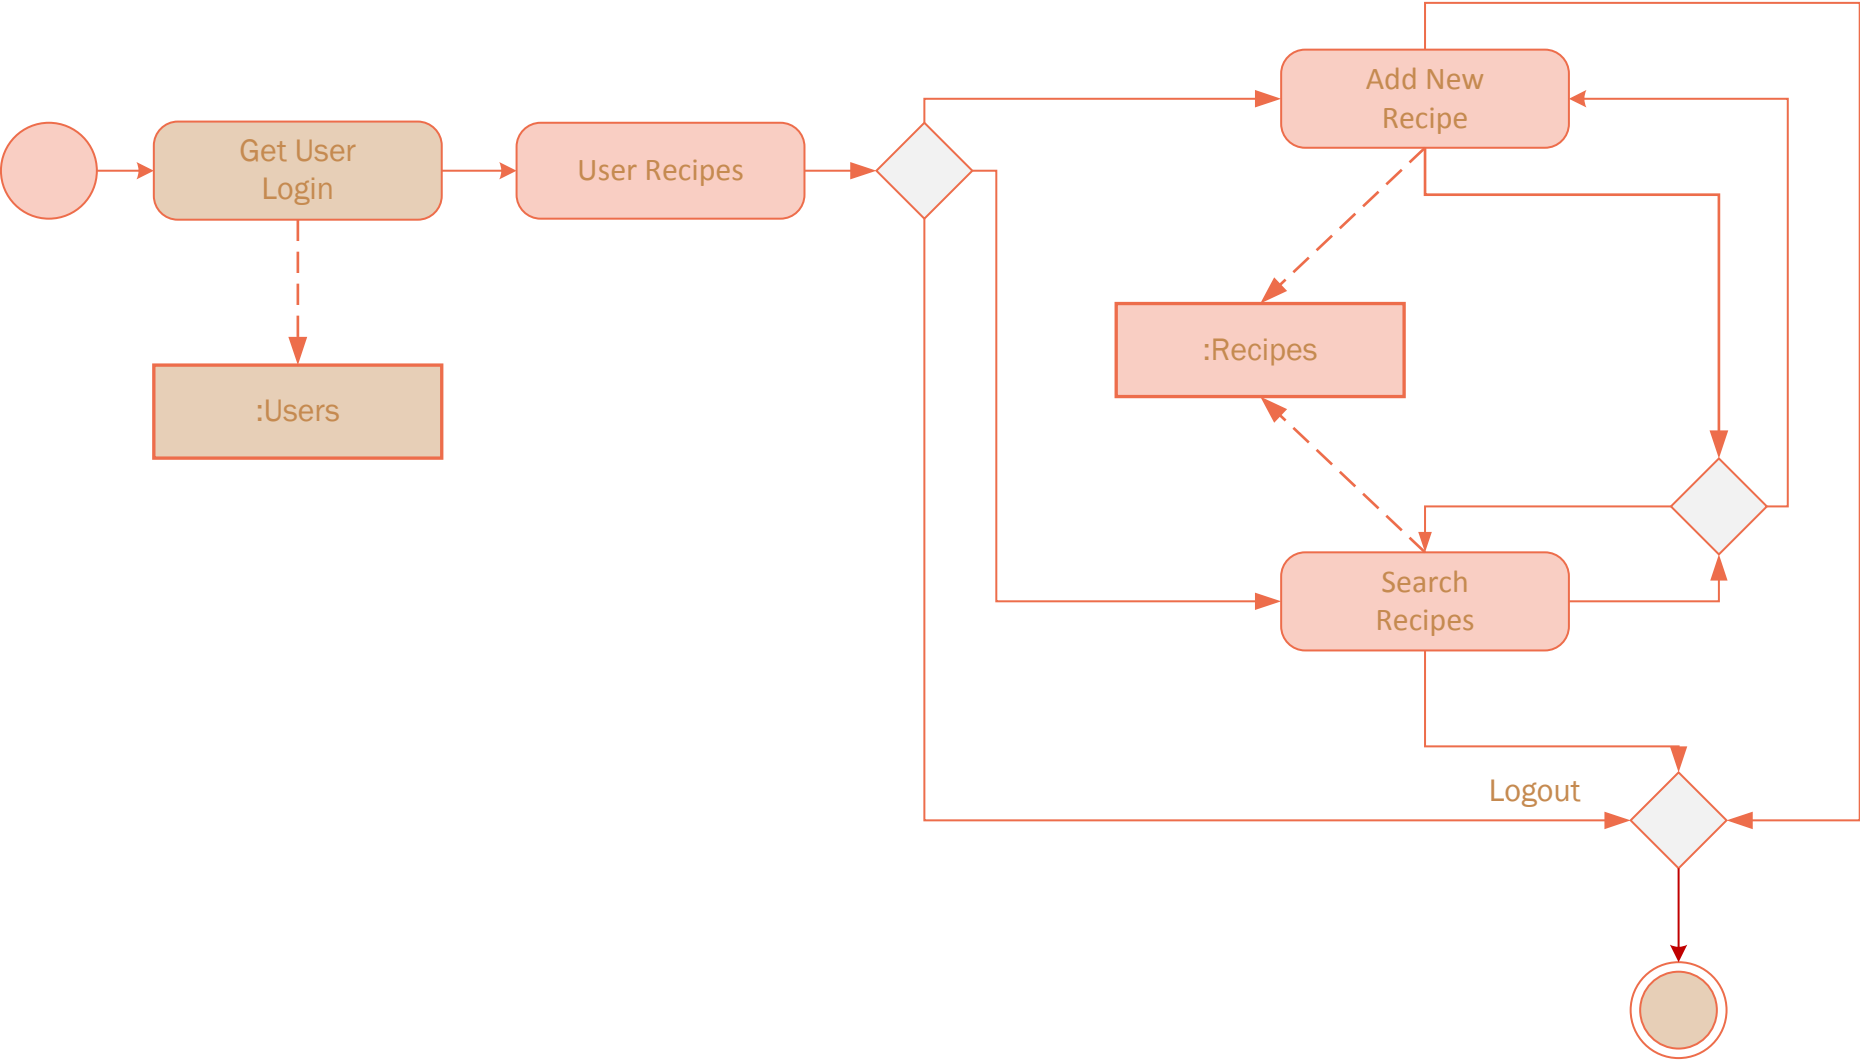 Get User
Login
User Recipes
Add New
Recipe
:Recipes
:Users
Search
Recipes
Logout